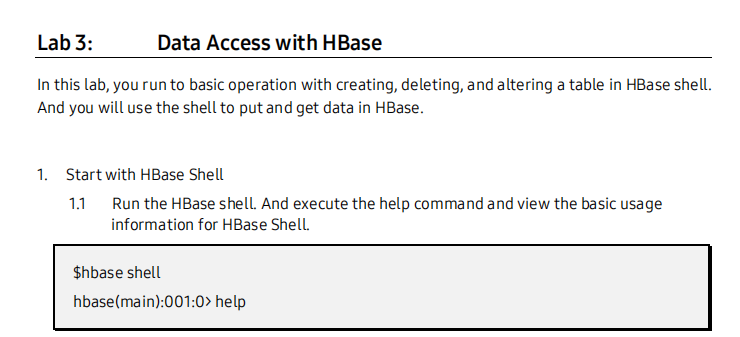 Lab 3: Data Access with HBase
In this lab, you run to basic operation with creating, deleting, and altering a table in HBase shell.
And you will use the shell to put and get data in HBase.
1. Start with HBase Shell
1.1 Run the HBase shell. And execute the help command and view the basic usage
information for HBase Shell.
$hbase shell
hbase(main):001:0> help